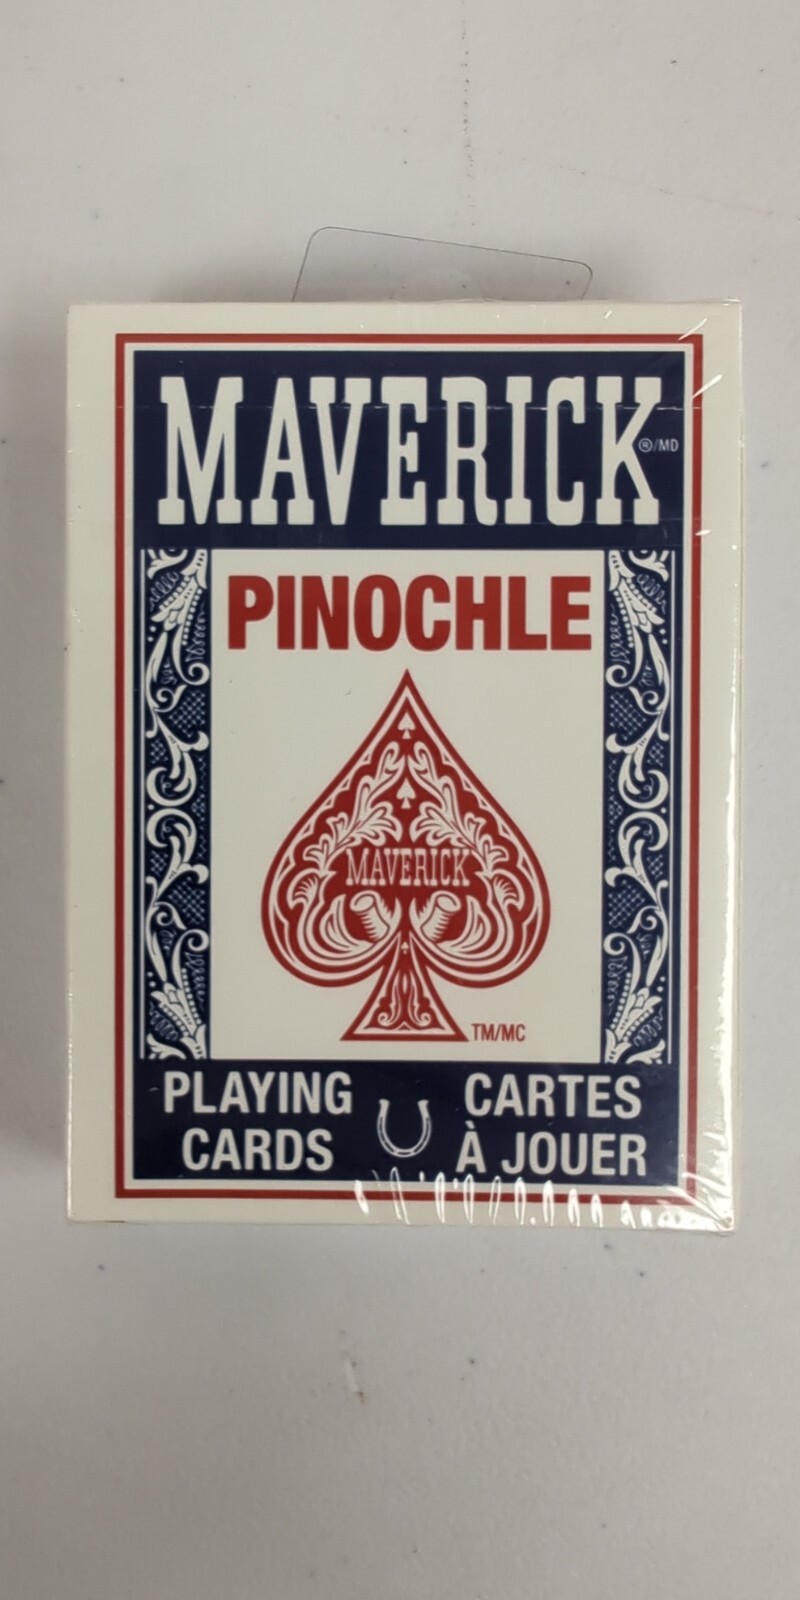 MAVERICK ®/MD
PINOCHLE
MAVERICK
TM/MC
PLAYING CARDS
CARTES À JOUER